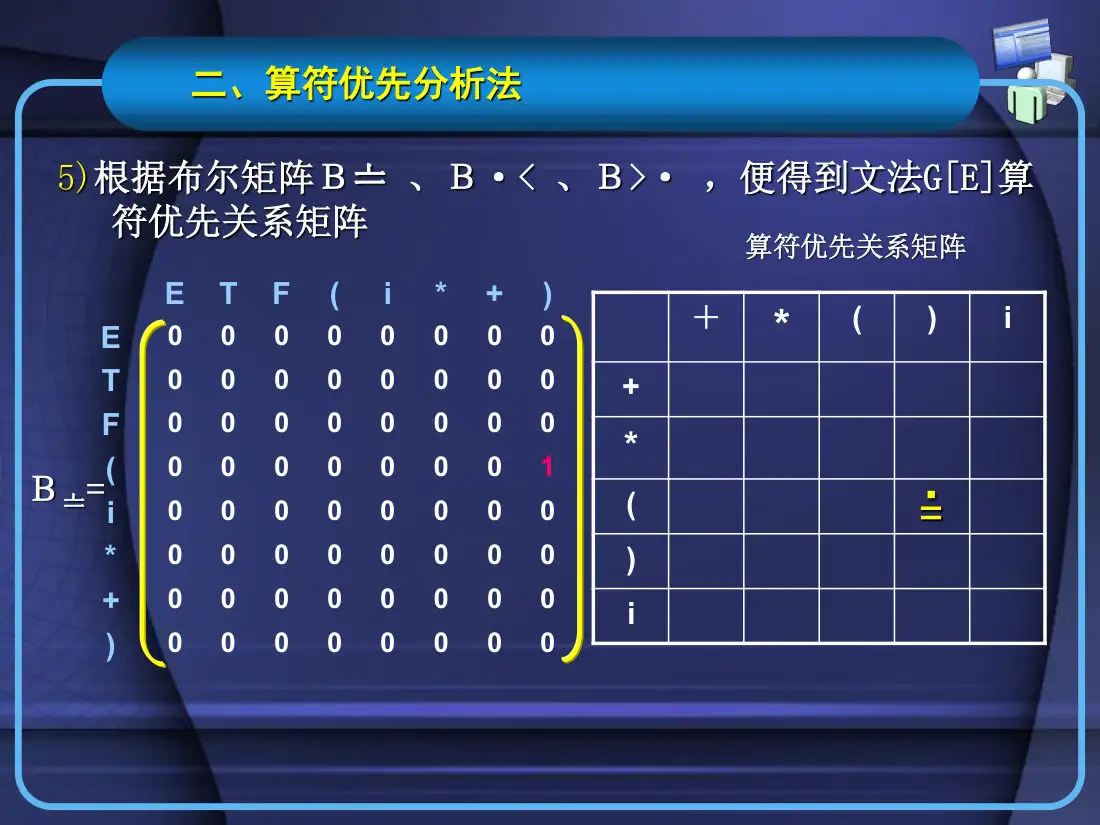 二、算符优先分析法
5)根据布尔矩阵B≐ 、B ·< 、B>· ,便得到文法G[E]算
符优先关系矩阵
算符优先关系矩阵
E T F ( i * + )
E 0 0 0 0 0 0 0 0
T 0 0 0 0 0 0 0 0
F 0 0 0 0 0 0 0 0
( 0 0 0 0 0 0 0 1
B≐=
i 0 0 0 0 0 0 0 0
* 0 0 0 0 0 0 0 0
+ 0 0 0 0 0 0 0 0
) 0 0 0 0 0 0 0 0
+ * ( ) i
+
*
( ≐
)
i